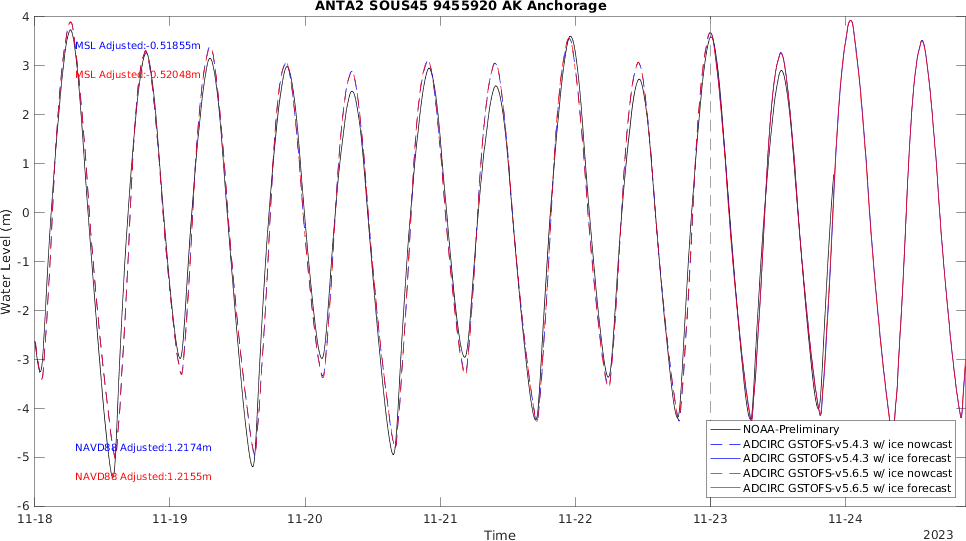 ANTA2 SOUS45 9455920 AK Anchorage
Water Level (m)
4
3
2
1
0
-1
-2
-3
-4
-5
-6
MSL Adjusted:-0.51855m
MSL Adjusted:-0.52048m
NAVD88 Adjusted:1.2174m
NAVD88 Adjusted:1.2155m
NOAA-Preliminary
ADCIRC GSTOFS-v5.4.3 w/ ice nowcast
ADCIRC GSTOFS-v5.4.3 w/ ice forecast
ADCIRC GSTOFS-v5.6.5 w/ ice nowcast
ADCIRC GSTOFS-v5.6.5 w/ ice forecast
11-18 11-19 11-20 11-21 11-22 11-23 11-24
Time
2023